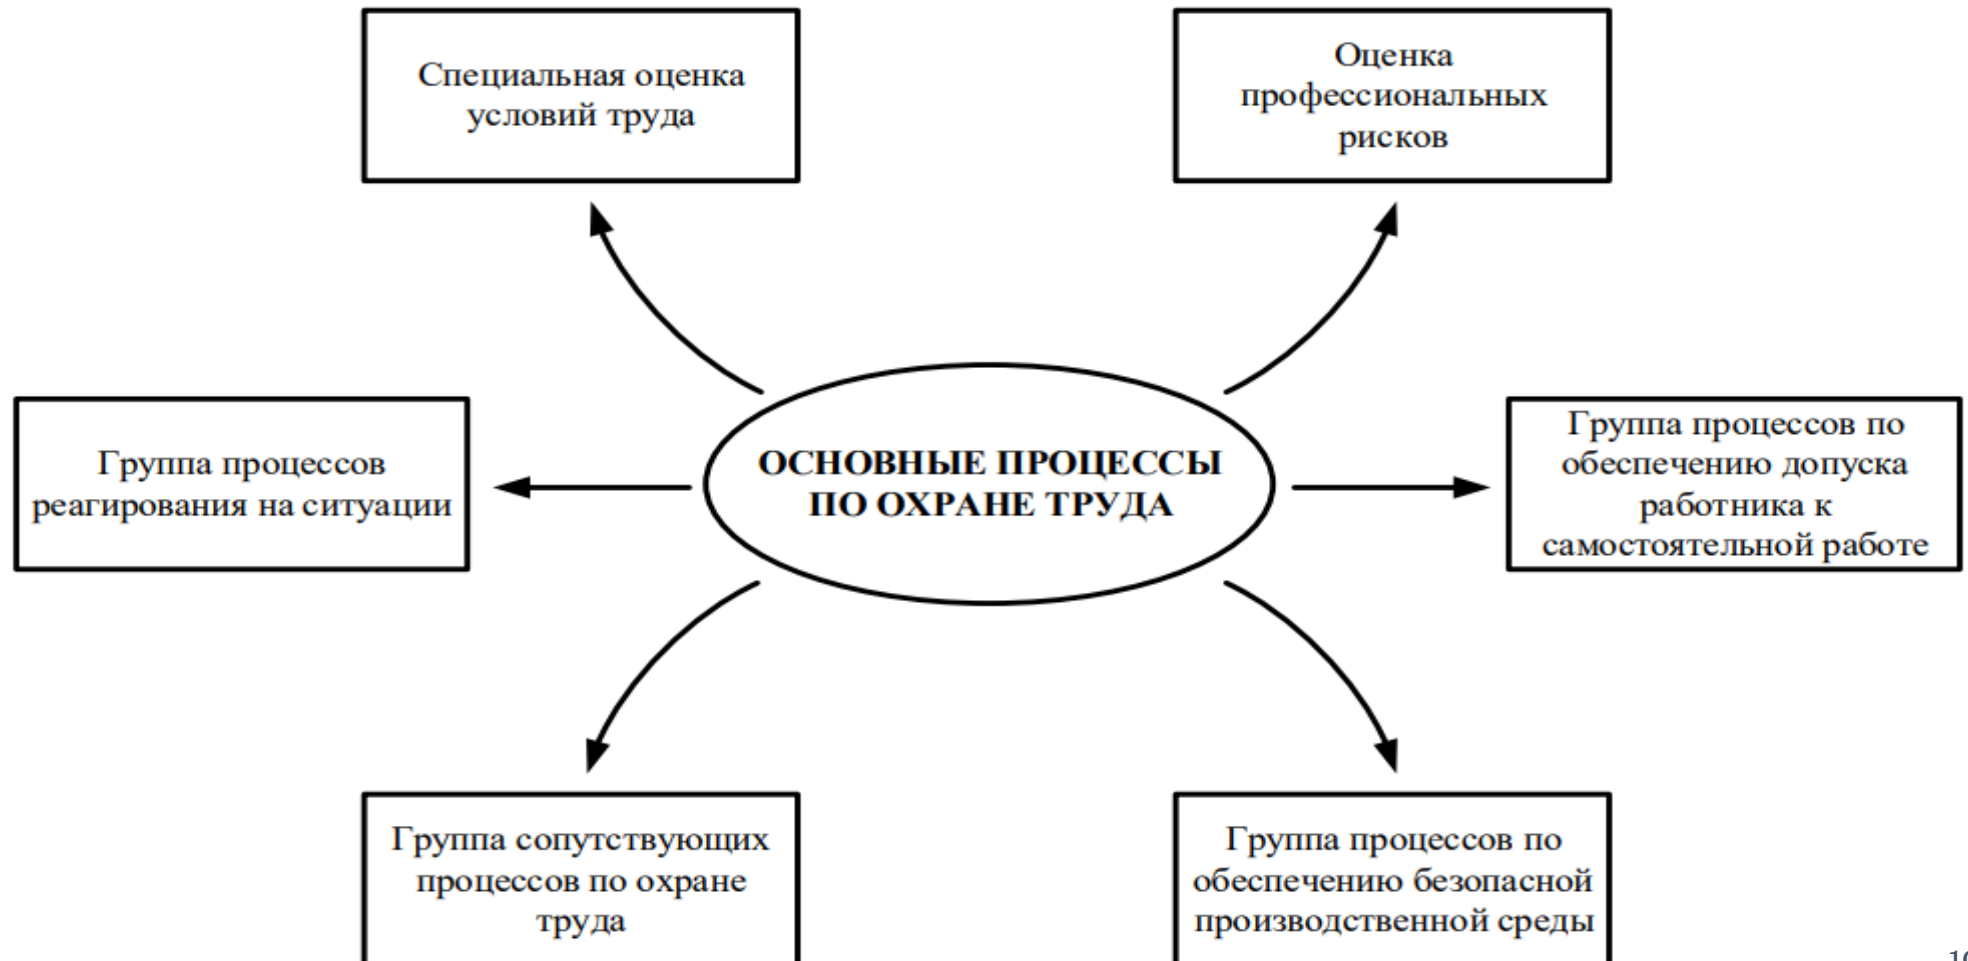 Специальная оценка
условий труда
Оценка
профессиональных
рисков
Группа процессов
реагирования на ситуации
ОСНОВНЫЕ ПРОЦЕССЫ
ПО ОХРАНЕ ТРУДА
Группа процессов по
обеспечению допуска
работника к
самостоятельной работе
Группа сопутствующих
процессов по охране
труда
Группа процессов по
обеспечению безопасной
производственной среды